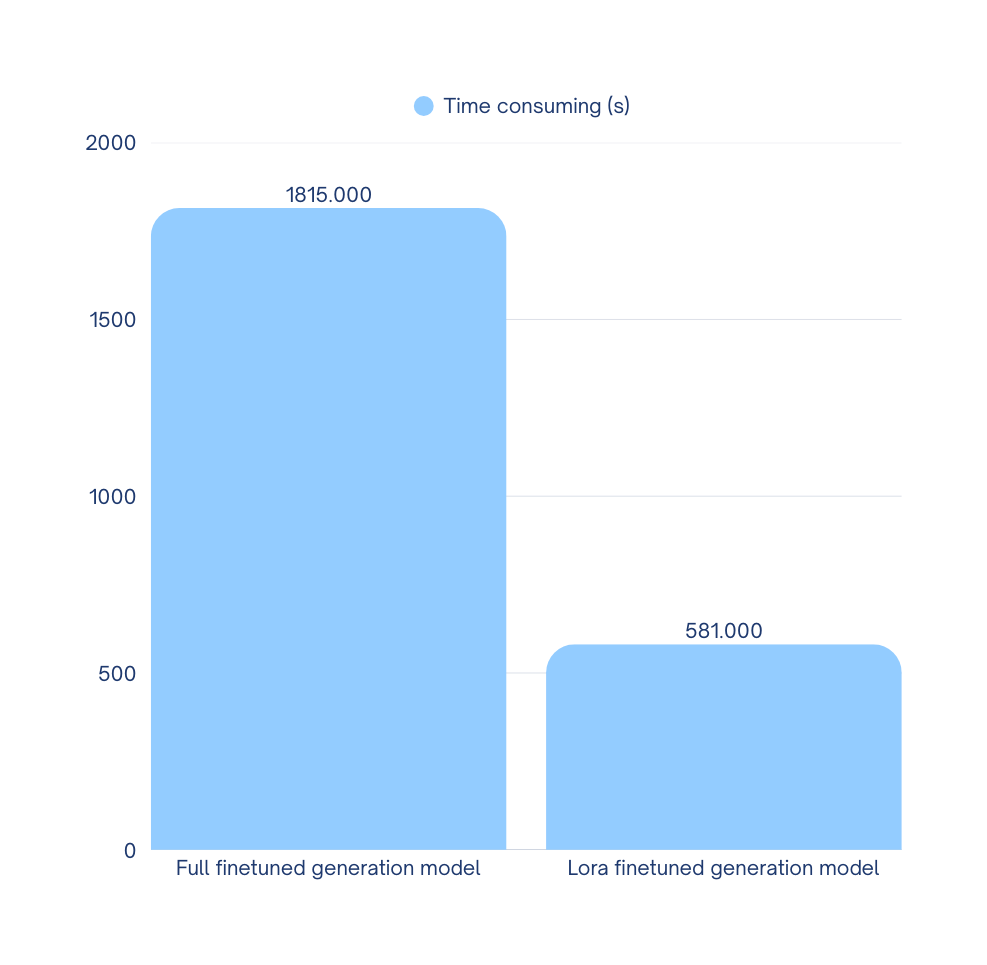 Time consuming (s)
2000
1815.000
1500
1000
581.000
500
0
Full finetuned generation model
Lora finetuned generation model